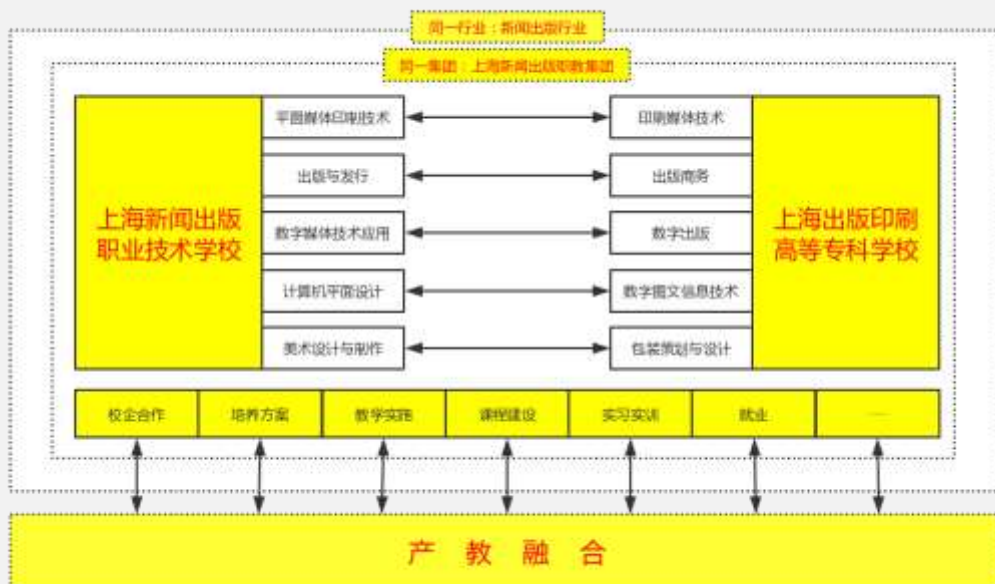 同一行业：新闻出版行业
同一集团：上海新闻出版职教集团
平面媒体印制技术
印刷媒体技术
出版与发行
出版商务
上海新闻出版
职业技术学校
数字媒体技术应用
数字出版
上海出版印刷
高等专科学校
计算机平面设计
数字图文信息技术
美术设计与制作
包装策划与设计
校企合作
培养方案
教学实施
课程建设
实习实训
就业
……
产 教 融 合